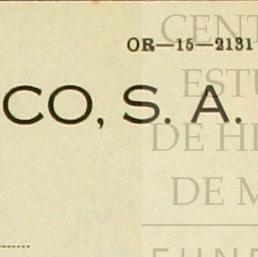 OR—15—2131
CO, S. A.
CENT
ESTU
DE HI
DE M
FUND